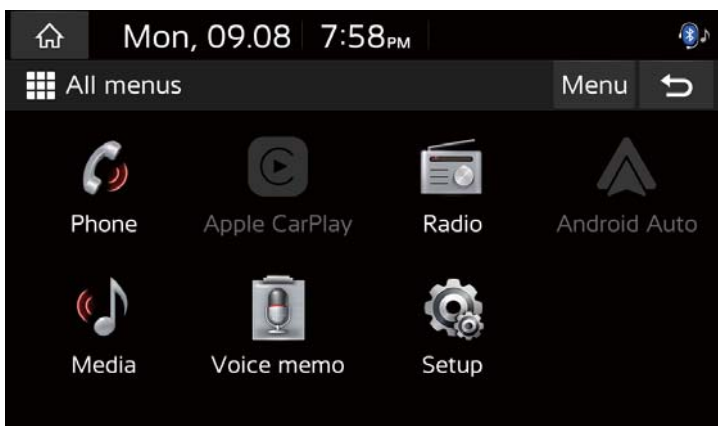 Mon, 09.08 7:58PM
All menus Menu
Phone Apple CarPlay Radio Android Auto
Media Voice memo Setup